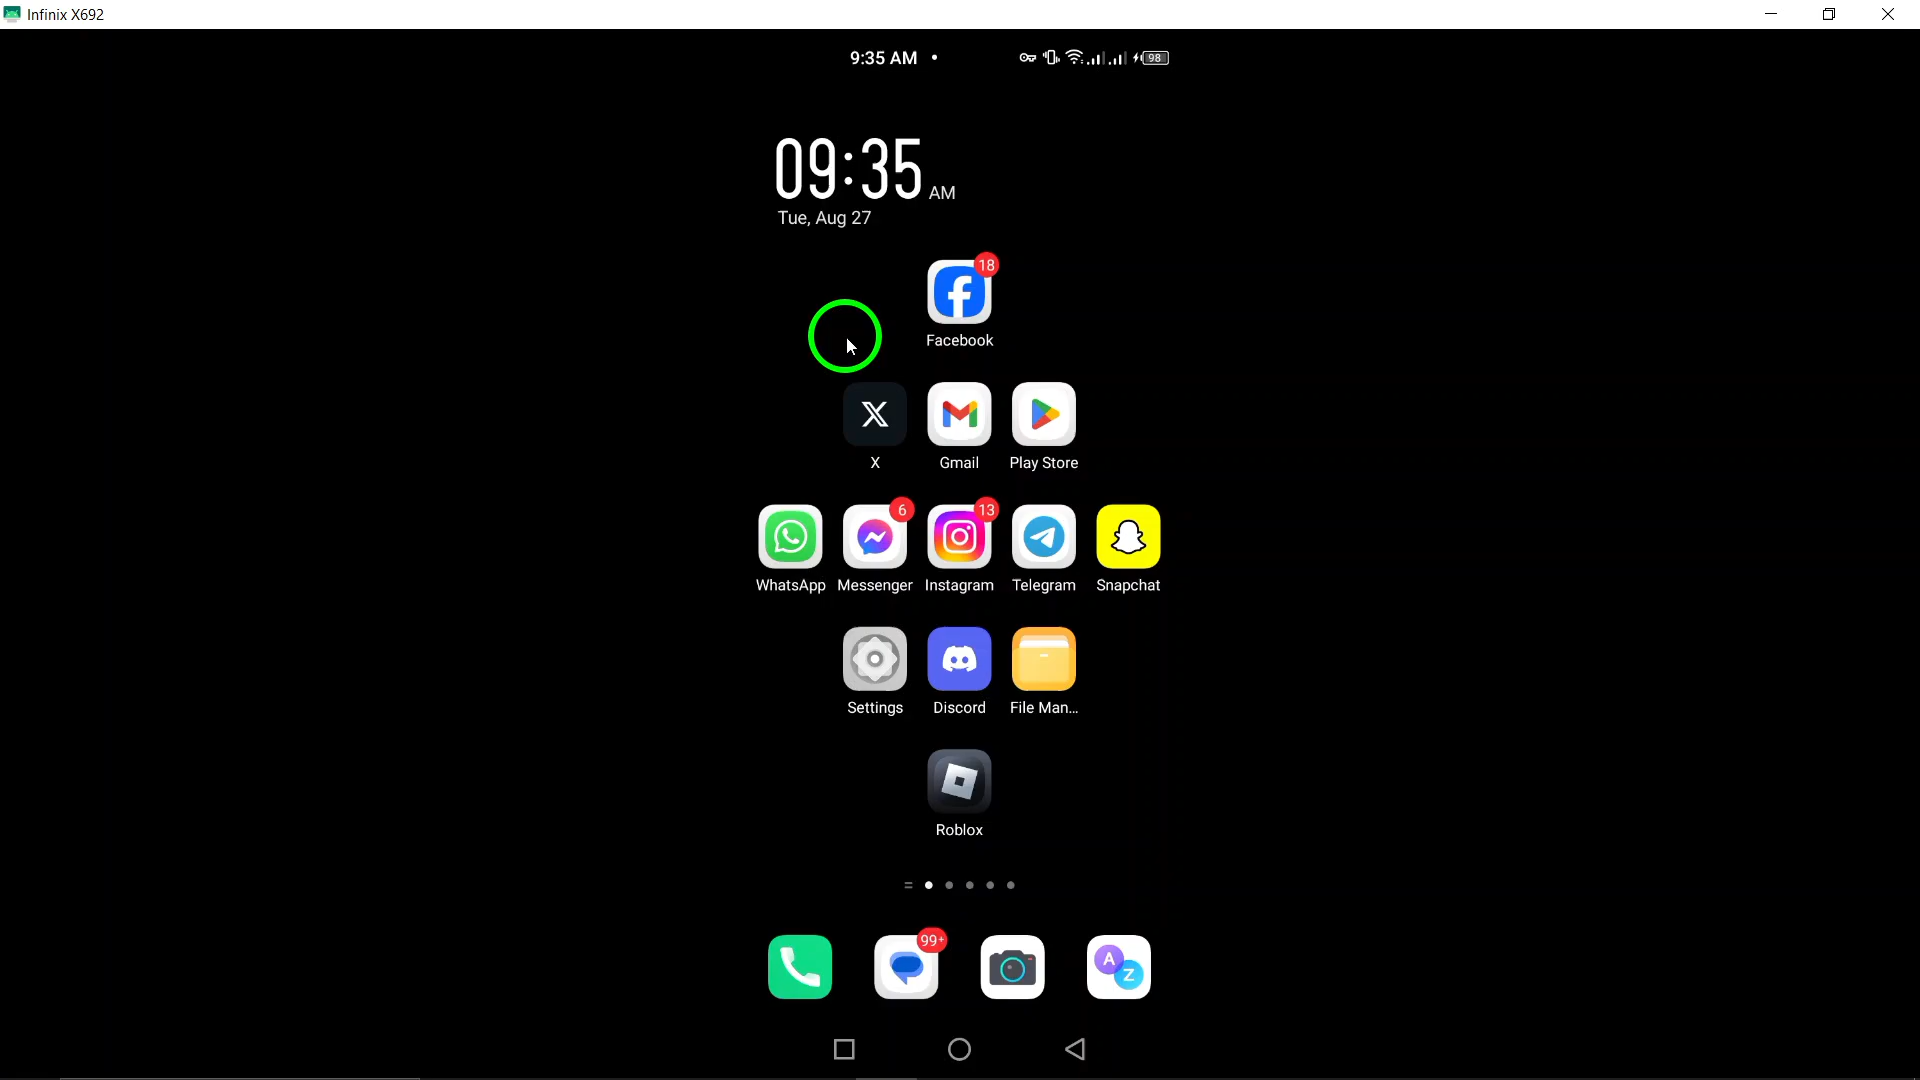 Infinix X692
9:35 AM
98
09:35 AM
Tue, Aug 27
18
Facebook
X Gmail Play Store
6 13
WhatsApp Messenger Instagram Telegram Snapchat
Settings Discord File Man...
Roblox
99+
A Z